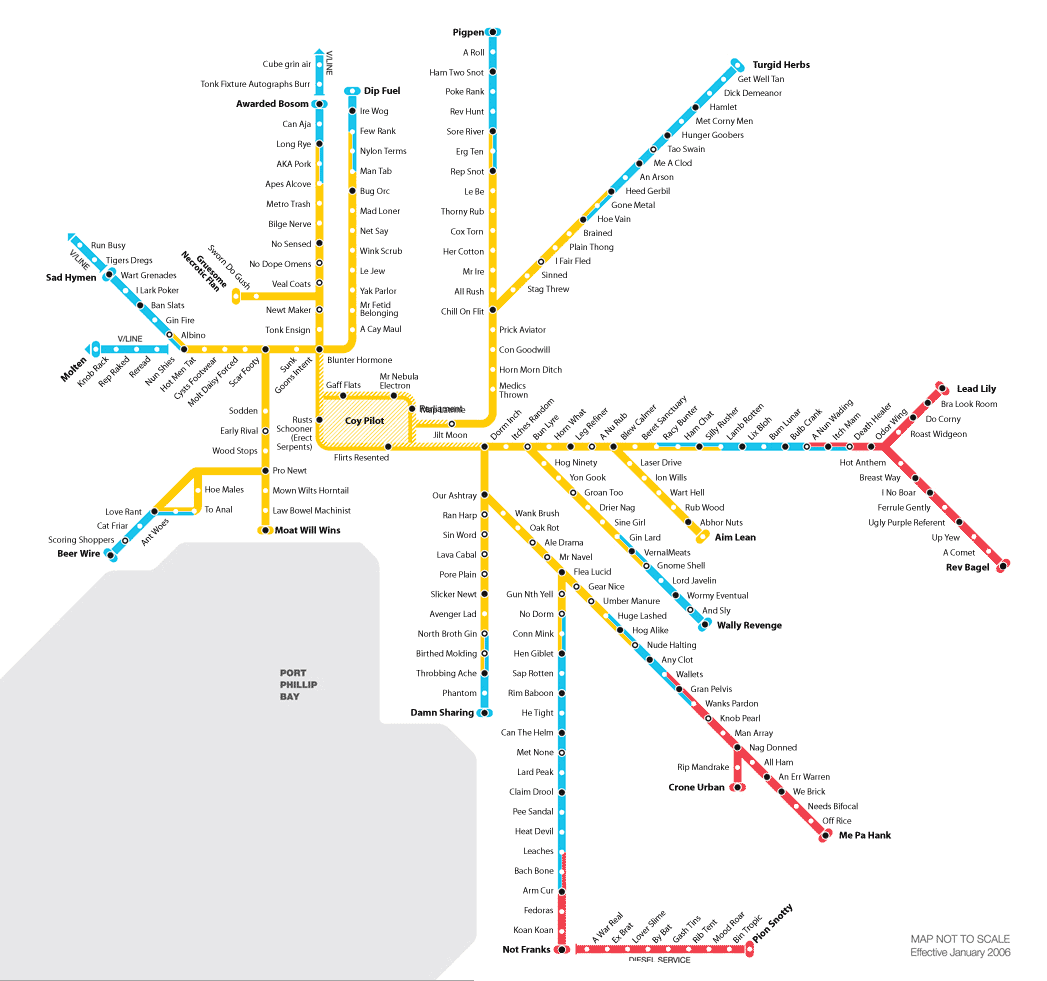 Pigpen
A Roll
Ham Two Snot
Poke Rank
Rev Hunt
Sore River
Erg Ten
Rep Snot
Le Be
Thorny Rub
Cox Torn
Her Cotton
Mr Ire
All Rush
Chill On Flit
Prick Aviator
Con Goodwill
Horn Morn Ditch
Medics
Thrown
Jilt Moon
V/LINE
Cube grin air
Tonk Fixture Autographs Burr
Awarded Bosom
Can Aja
Long Rye
AKA Pork
Apes Alcove
Metro Trash
Bilge Nerve
No Sensed
No Dope Omens
Veal Coats
Newt Maker
Tonk Ensign
Blunter Hormone
Dip Fuel
Ire Wog
Few Rank
Nylon Terms
Man Tab
Bug Orc
Mad Loner
Net Say
Wink Scrub
Le Jew
Yak Parlor
Mr Fetid
Belonging
A Cay Maul
Sworn Do Gush
Gruesome
Necrotic Flan
Turgid Herbs
Get Well Tan
Dick Demeanor
Hamlet
Met Corny Men
Hunger Goobers
Tao Swain
Me A Clod
An Arson
Heed Gerbil
Gone Metal
Hoe Vain
Brained
Plain Thong
I Fair Fled
Sinned
Stag Threw
Run Busy
V/LINE
Tigers Dregs
Sad Hymen
Wart Grenades
I Lark Poker
Ban Slats
Gin Fire
Albino
V/LINE
Molten
Knob Rack
Rep Raked
Reread
Nun Shies
Hot Men Tat
Cysts Footwear
Molt Daisy Forced
Scar Footy
Sunk
Goons Intent
Gaff Flats
Mr Nebula
Electron
Coy Pilot
Rusts
Schooner
(Erect
Serpents)
Flirts Resented
Sodden
Early Rival
Wood Stops
Pro Newt
Hoe Males
Mown Wilts Horntail
Love Rant
To Anal
Law Bowel Machinist
Cat Friar
Ant Woes
Scoring Shoppers
Beer Wire
Moat Will Wins
Dorm Inch
Itches Random
Bun Lyre
Horn What
Leg Refiner
A Nu Rub
Blew Calmer
Beret Sanctuary
Racy Bunter
Ham Chat
Silly Rusher
Lamb Rotten
Lix Bloh
Bum Lunar
Bulb Crank
A Nun Wading
Itch Mam
Death Healer
Odor Wing
Lead Lily
Bra Look Room
Do Corny
Roast Widgeon
Hot Anthem
Breast Way
I No Boar
Ferrule Gently
Ugly Purple Referent
Up Yew
A Comet
Rev Bagel
Laser Drive
Ion Wills
Wart Hell
Rub Wood
Abhor Nuts
Aim Lean
Hog Ninety
Yon Gook
Groan Too
Drier Nag
Sine Girl
Gin Lard
VernalMeats
Gnome Shell
Lord Javelin
Wormy Eventual
And Sly
Wally Revenge
Our Ashtray
Ran Harp
Sin Word
Lava Cabal
Pore Plain
Slicker Newt
Avenger Lad
North Broth Gin
Birthed Molding
Throbbing Ache
Phantom
Damn Sharing
Wank Brush
Oak Rot
Ale Drama
Mr Navel
Flea Lucid
Gear Nice
Umber Manure
Huge Lashed
Hog Alike
Nude Halting
Any Clot
Wallets
Gran Pelvis
Wanks Pardon
Knob Pearl
Man Array
Nag Donned
Rip Mandrake
Crone Urban
All Ham
An Err Warren
We Brick
Needs Bifocal
Off Rice
Me Pa Hank
Gun Nth Yell
No Dorm
Conn Mink
Hen Giblet
Sap Rotten
Rim Baboon
He Tight
Can The Helm
Met None
Lard Peak
Claim Drool
Pee Sandal
Heat Devil
Leaches
Bach Bone
Arm Cur
Fedoras
Koan Koan
Not Franks
A War Real
Ex Brat
Lover Slime
By Bat
Gash Tins
Rib Tent
Mood Roar
Bin Tropic
Pion Snotty
DIESEL SERVICE
PORT
PHILLIP
BAY
MAP NOT TO SCALE
Effective January 2006